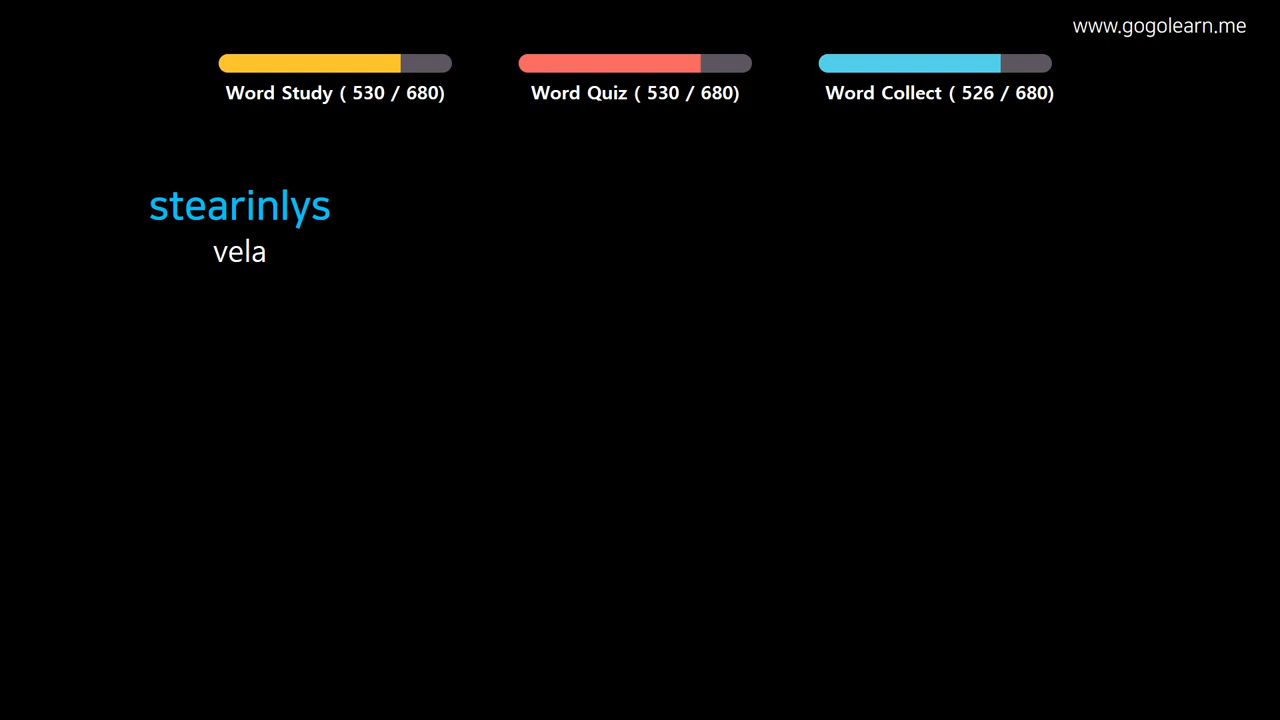 www.gogolearn.me
Word Study ( 530 / 680)
Word Quiz ( 530 / 680)
Word Collect ( 526 / 680)
stearinlys
vela